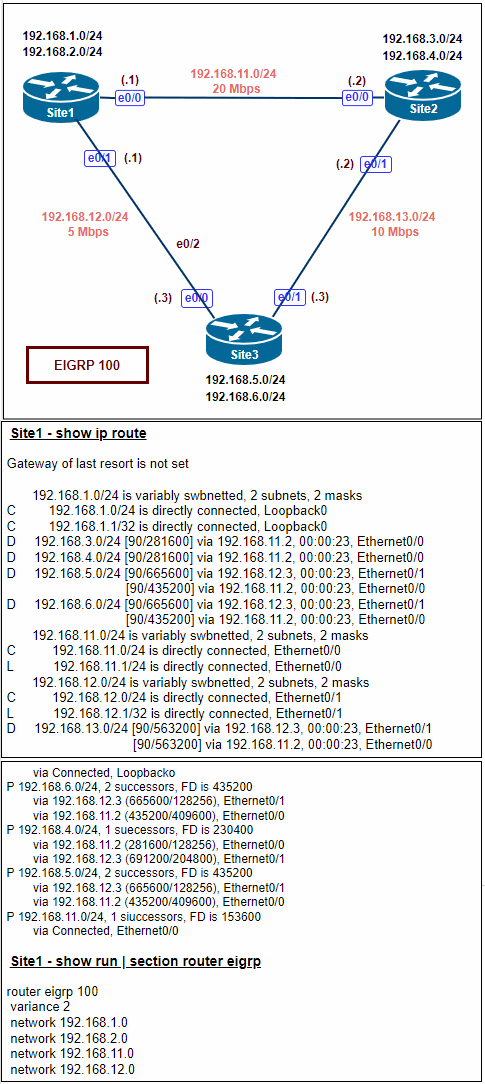 192.168.1.0/24
192.168.2.0/24
192.168.3.0/24
192.168.4.0/24
192.168.11.0/24
20 Mbps
(.1)
(.2)
e0/0
e0/0
Site1
Site2
e0/1 (.1)
(.2) e0/1
192.168.12.0/24
5 Mbps
192.168.13.0/24
10 Mbps
e0/2
(.3) e0/0
e0/1 (.3)
Site3
EIGRP 100
192.168.5.0/24
192.168.6.0/24
Site1 - show ip route
Gateway of last resort is not set
192.168.1.0/24 is variably swbnetted, 2 subnets, 2 masks
C 192.168.1.0/24 is directly connected, Loopback0
C 192.168.1.1/32 is directly connected, Loopback0
D 192.168.3.0/24 [90/281600] via 192.168.11.2, 00:00:23, Ethernet0/0
D 192.168.4.0/24 [90/281600] via 192.168.11.2, 00:00:23, Ethernet0/0
D 192.168.5.0/24 [90/665600] via 192.168.12.3, 00:00:23, Ethernet0/1
[90/435200] via 192.168.11.2, 00:00:23, Ethernet0/0
D 192.168.6.0/24 [90/665600] via 192.168.12.3, 00:00:23, Ethernet0/1
[90/435200] via 192.168.11.2, 00:00:23, Ethernet0/0
192.168.11.0/24 is variably swbnetted, 2 subnets, 2 masks
C 192.168.11.0/24 is directly connected, Ethernet0/0
L 192.168.11.1/24 is directly connected, Ethernet0/0
192.168.12.0/24 is variably swbnetted, 2 subnets, 2 masks
C 192.168.12.0/24 is directly connected, Ethernet0/1
L 192.168.12.1/32 is directly connected, Ethernet0/1
D 192.168.13.0/24 [90/563200] via 192.168.12.3, 00:00:23, Ethernet0/1
[90/563200] via 192.168.11.2, 00:00:23, Ethernet0/0
via Connected, Loopbacko
P 192.168.6.0/24, 2 successors, FD is 435200
via 192.168.12.3 (665600/128256), Ethernet0/1
via 192.168.11.2 (435200/409600), Ethernet0/0
P 192.168.4.0/24, 1 suecessors, FD is 230400
via 192.168.11.2 (281600/128256), Ethernet0/0
via 192.168.12.3 (691200/204800), Ethernet0/1
P 192.168.5.0/24, 2 successors, FD is 435200
via 192.168.12.3 (665600/128256), Ethernet0/1
via 192.168.11.2 (435200/409600), Ethernet0/0
P 192.168.11.0/24, 1 siuccessors, FD is 153600
via Connected, Ethernet0/0
Site1 - show run | section router eigrp
router eigrp 100
variance 2
network 192.168.1.0
network 192.168.2.0
network 192.168.11.0
network 192.168.12.0